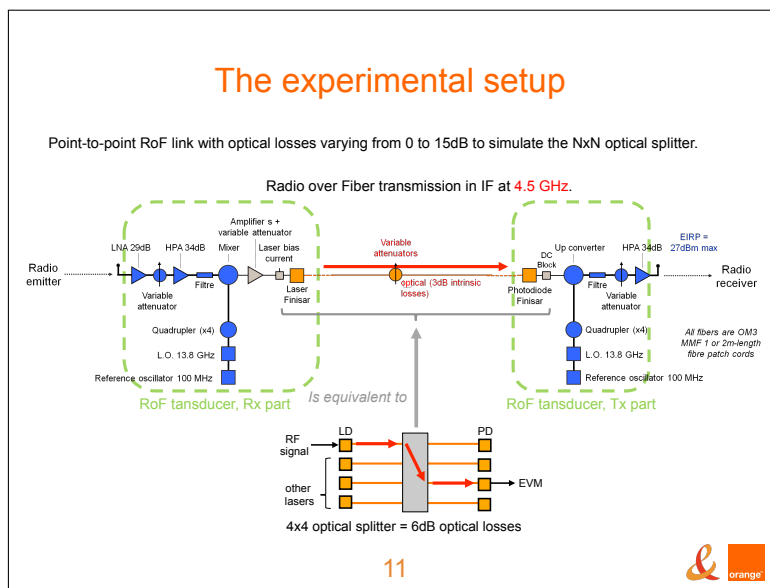 The experimental setup
Point-to-point RoF link with optical losses varying from 0 to 15dB to simulate the NxN optical splitter.
Radio over Fiber transmission in IF at 4.5 GHz.
Amplifier s +
variable attenuator
LNA 29dB
HPA 34dB
Mixer
Laser bias
current
Variable
attenuators
DC
Block
Up converter
HPA 34dB
EIRP =
27dBm max
Radio
emitter
Variable
attenuator
Filtre
Laser
Finisar
optical (3dB intrinsic
losses)
Photodiode
Finisar
Filtre
Variable
attenuator
Radio
receiver
Quadrupler (x4)
L.O. 13.8 GHz
Reference oscillator 100 MHz
Quadrupler (x4)
L.O. 13.8 GHz
Reference oscillator 100 MHz
All fibers are OM3
MMF 1 or 2m-length
fibre patch cords
RoF tansducer, Rx part
Is equivalent to
RoF tansducer, Tx part
RF
signal
LD
PD
other
lasers
EVM
4x4 optical splitter = 6dB optical losses
11
&
orange™